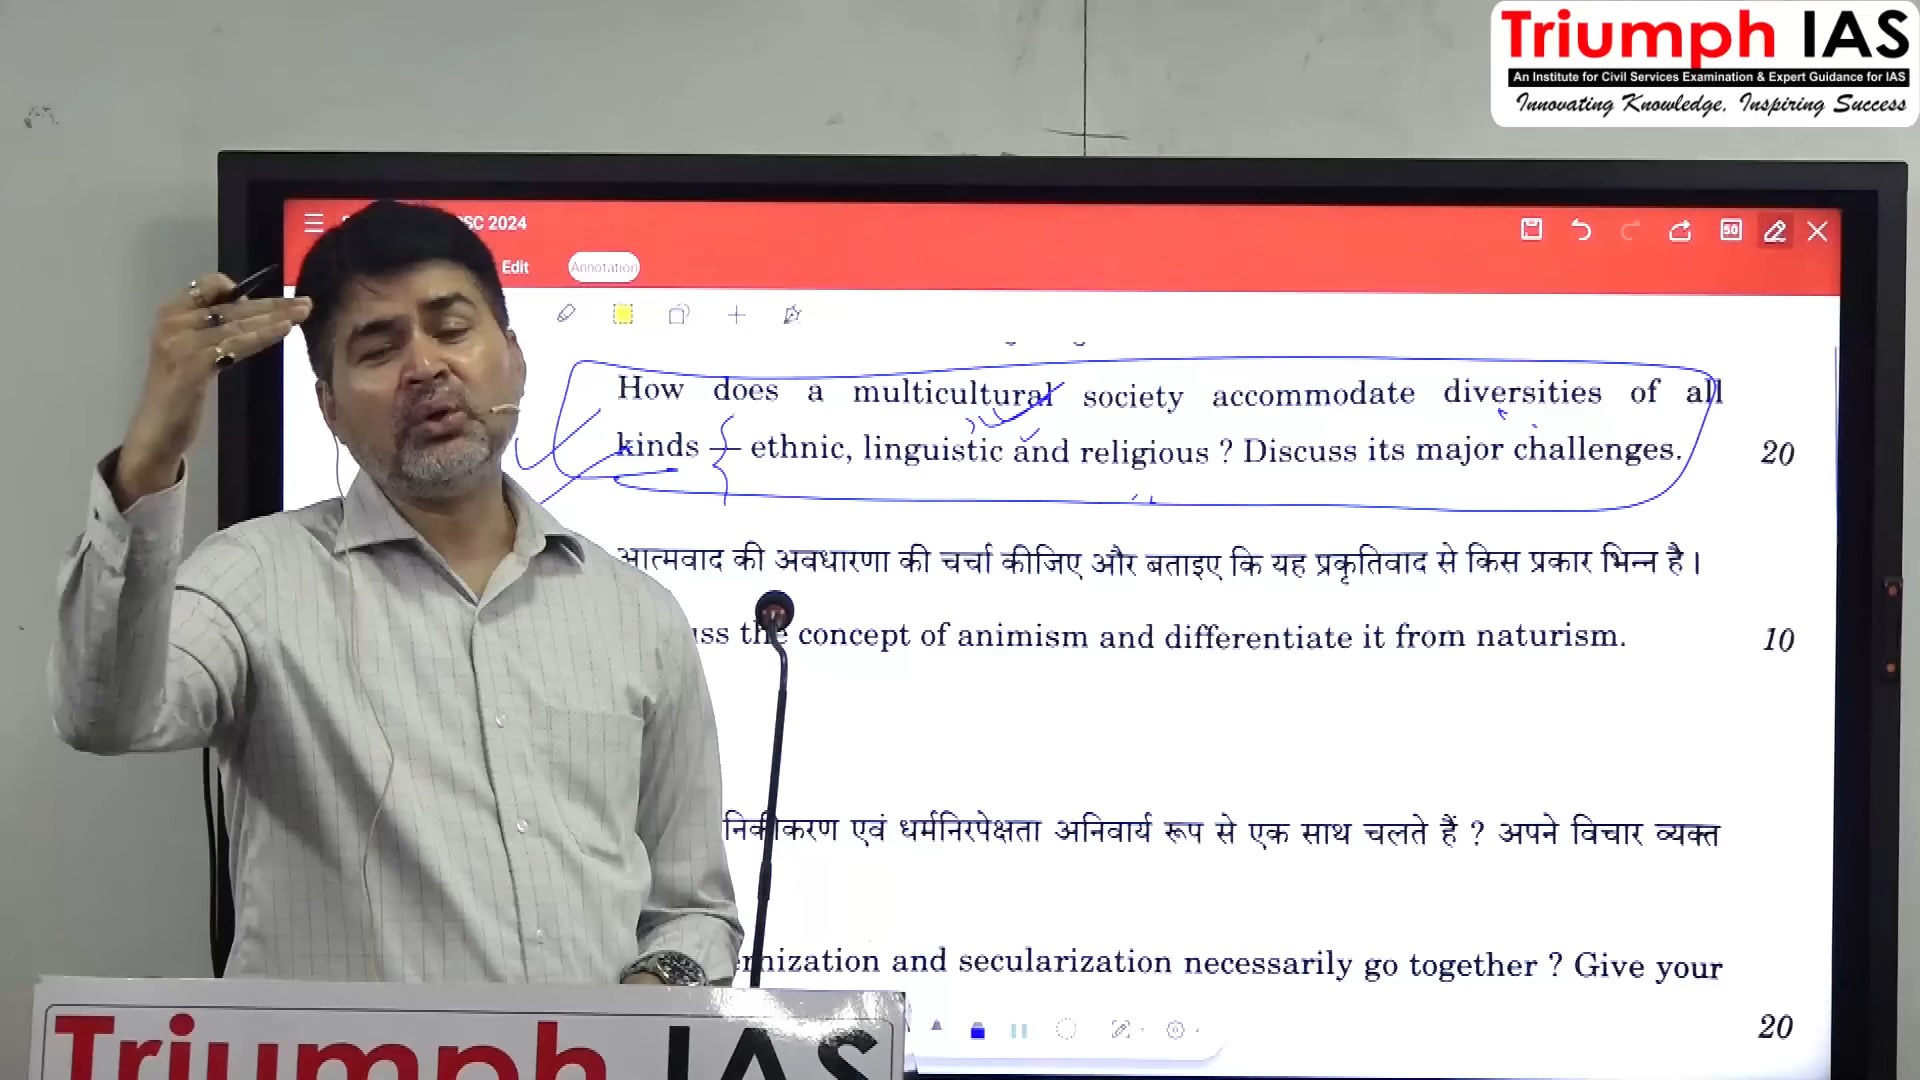 Triumph IAS
An Institute for Civil Services Examination & Expert Guidance for IAS
Innovating Knowledge, Inspiring Success
SC 2024
50
Edit
Annotation
How does a multicultural society accommodate diversities of all
kinds — ethnic, linguistic and religious ? Discuss its major challenges. 20
आत्मवाद की अवधारणा की चर्चा कीजिए और बताइए कि यह प्रकृतिवाद से किस प्रकार भिन्न है।
the concept of animism and differentiate it from naturism. 10
एवं धर्मनिरपेक्षता अनिवार्य रूप से एक साथ चलते हैं ? अपने विचार व्यक्त
and secularization necessarily go together ? Give your
20
Triumph IAS